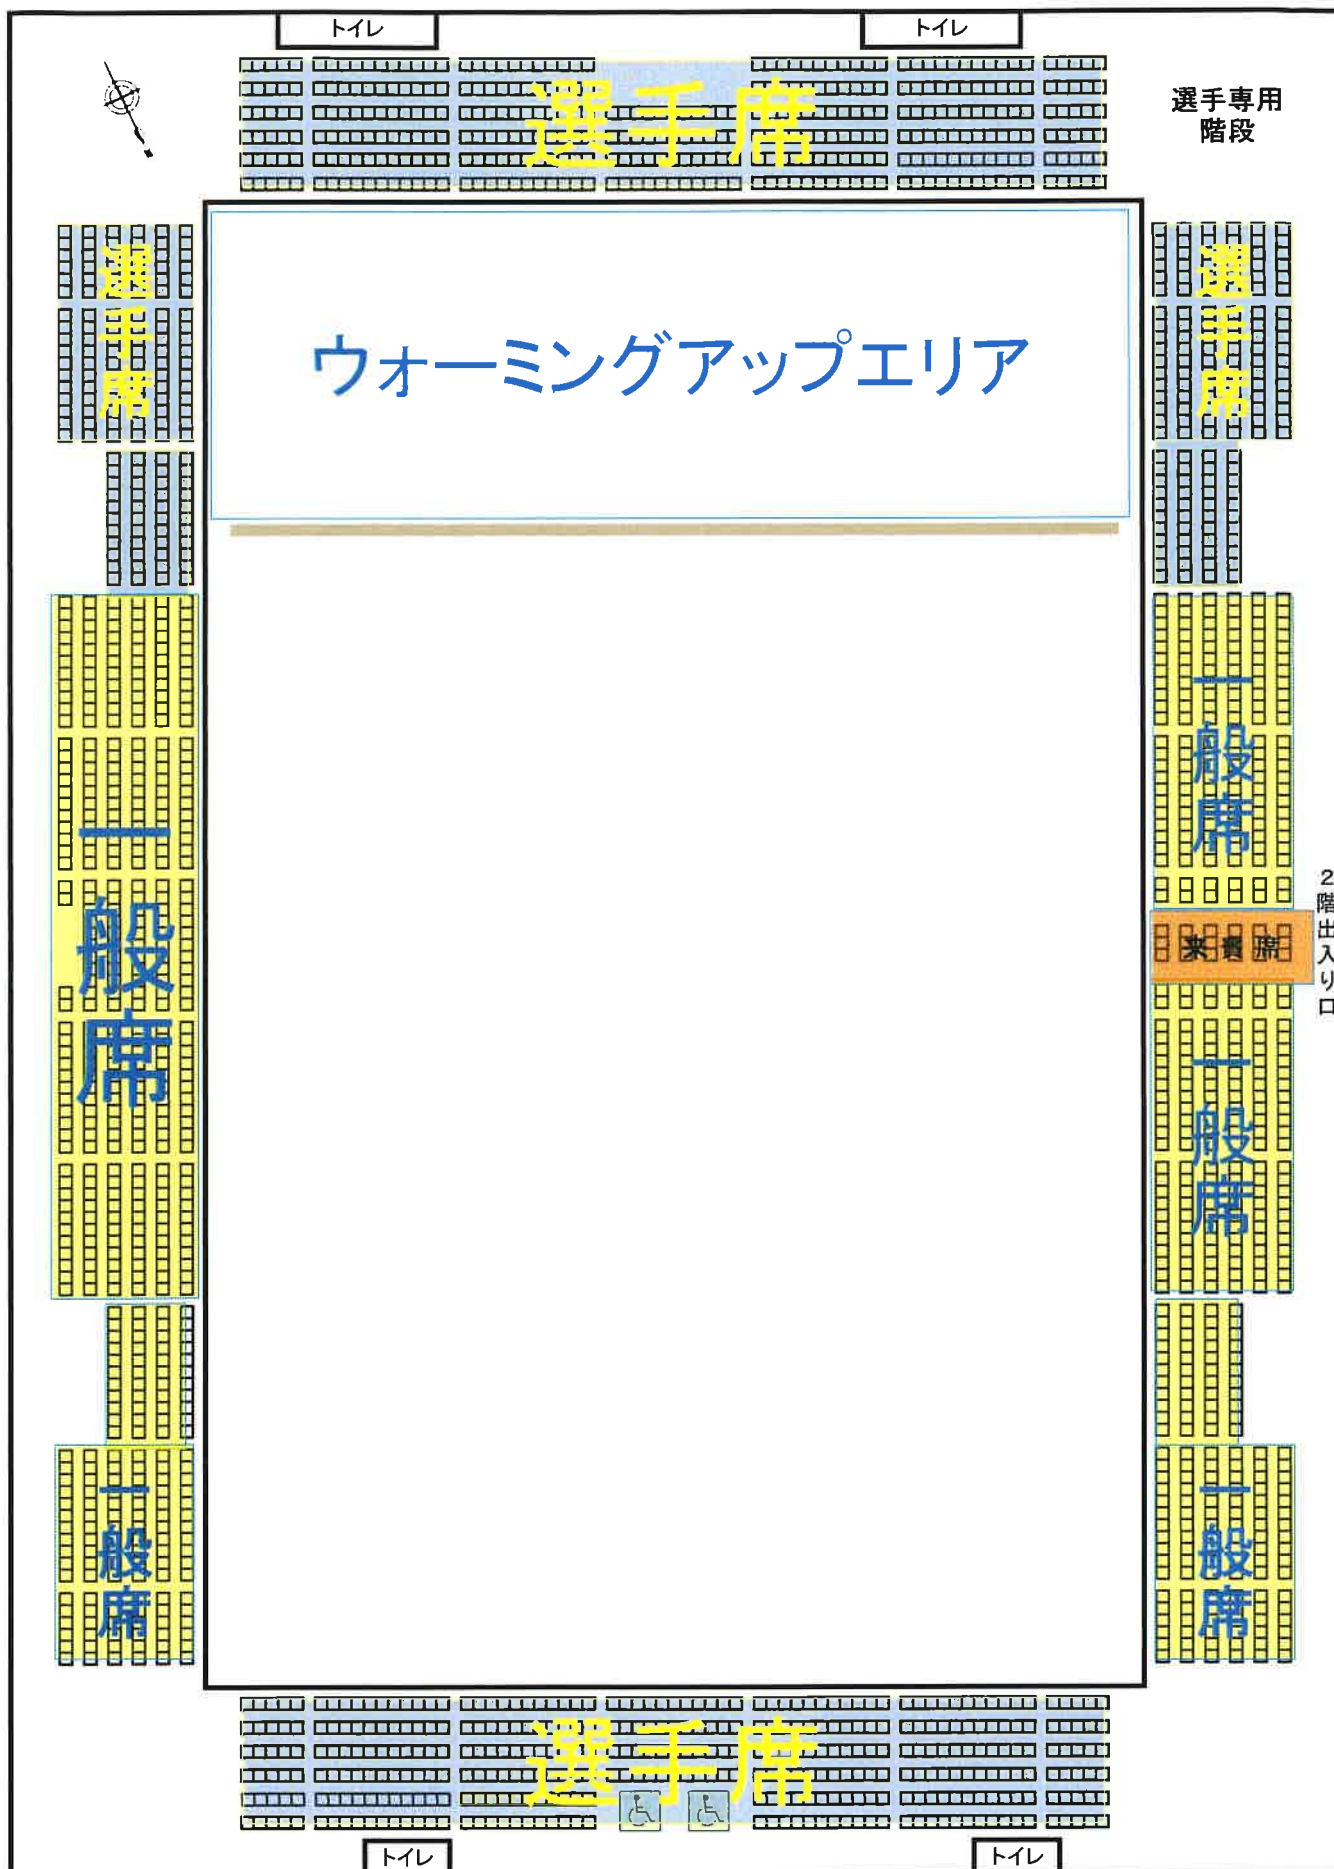 トイレ
トイレ
選手席
選手専用
階段
選手席
選手席
ウォーミングアップエリア
一般席
一般席
来賓席
2階出入り口
一般席
一般席
一般席
選手席
トイレ
トイレ